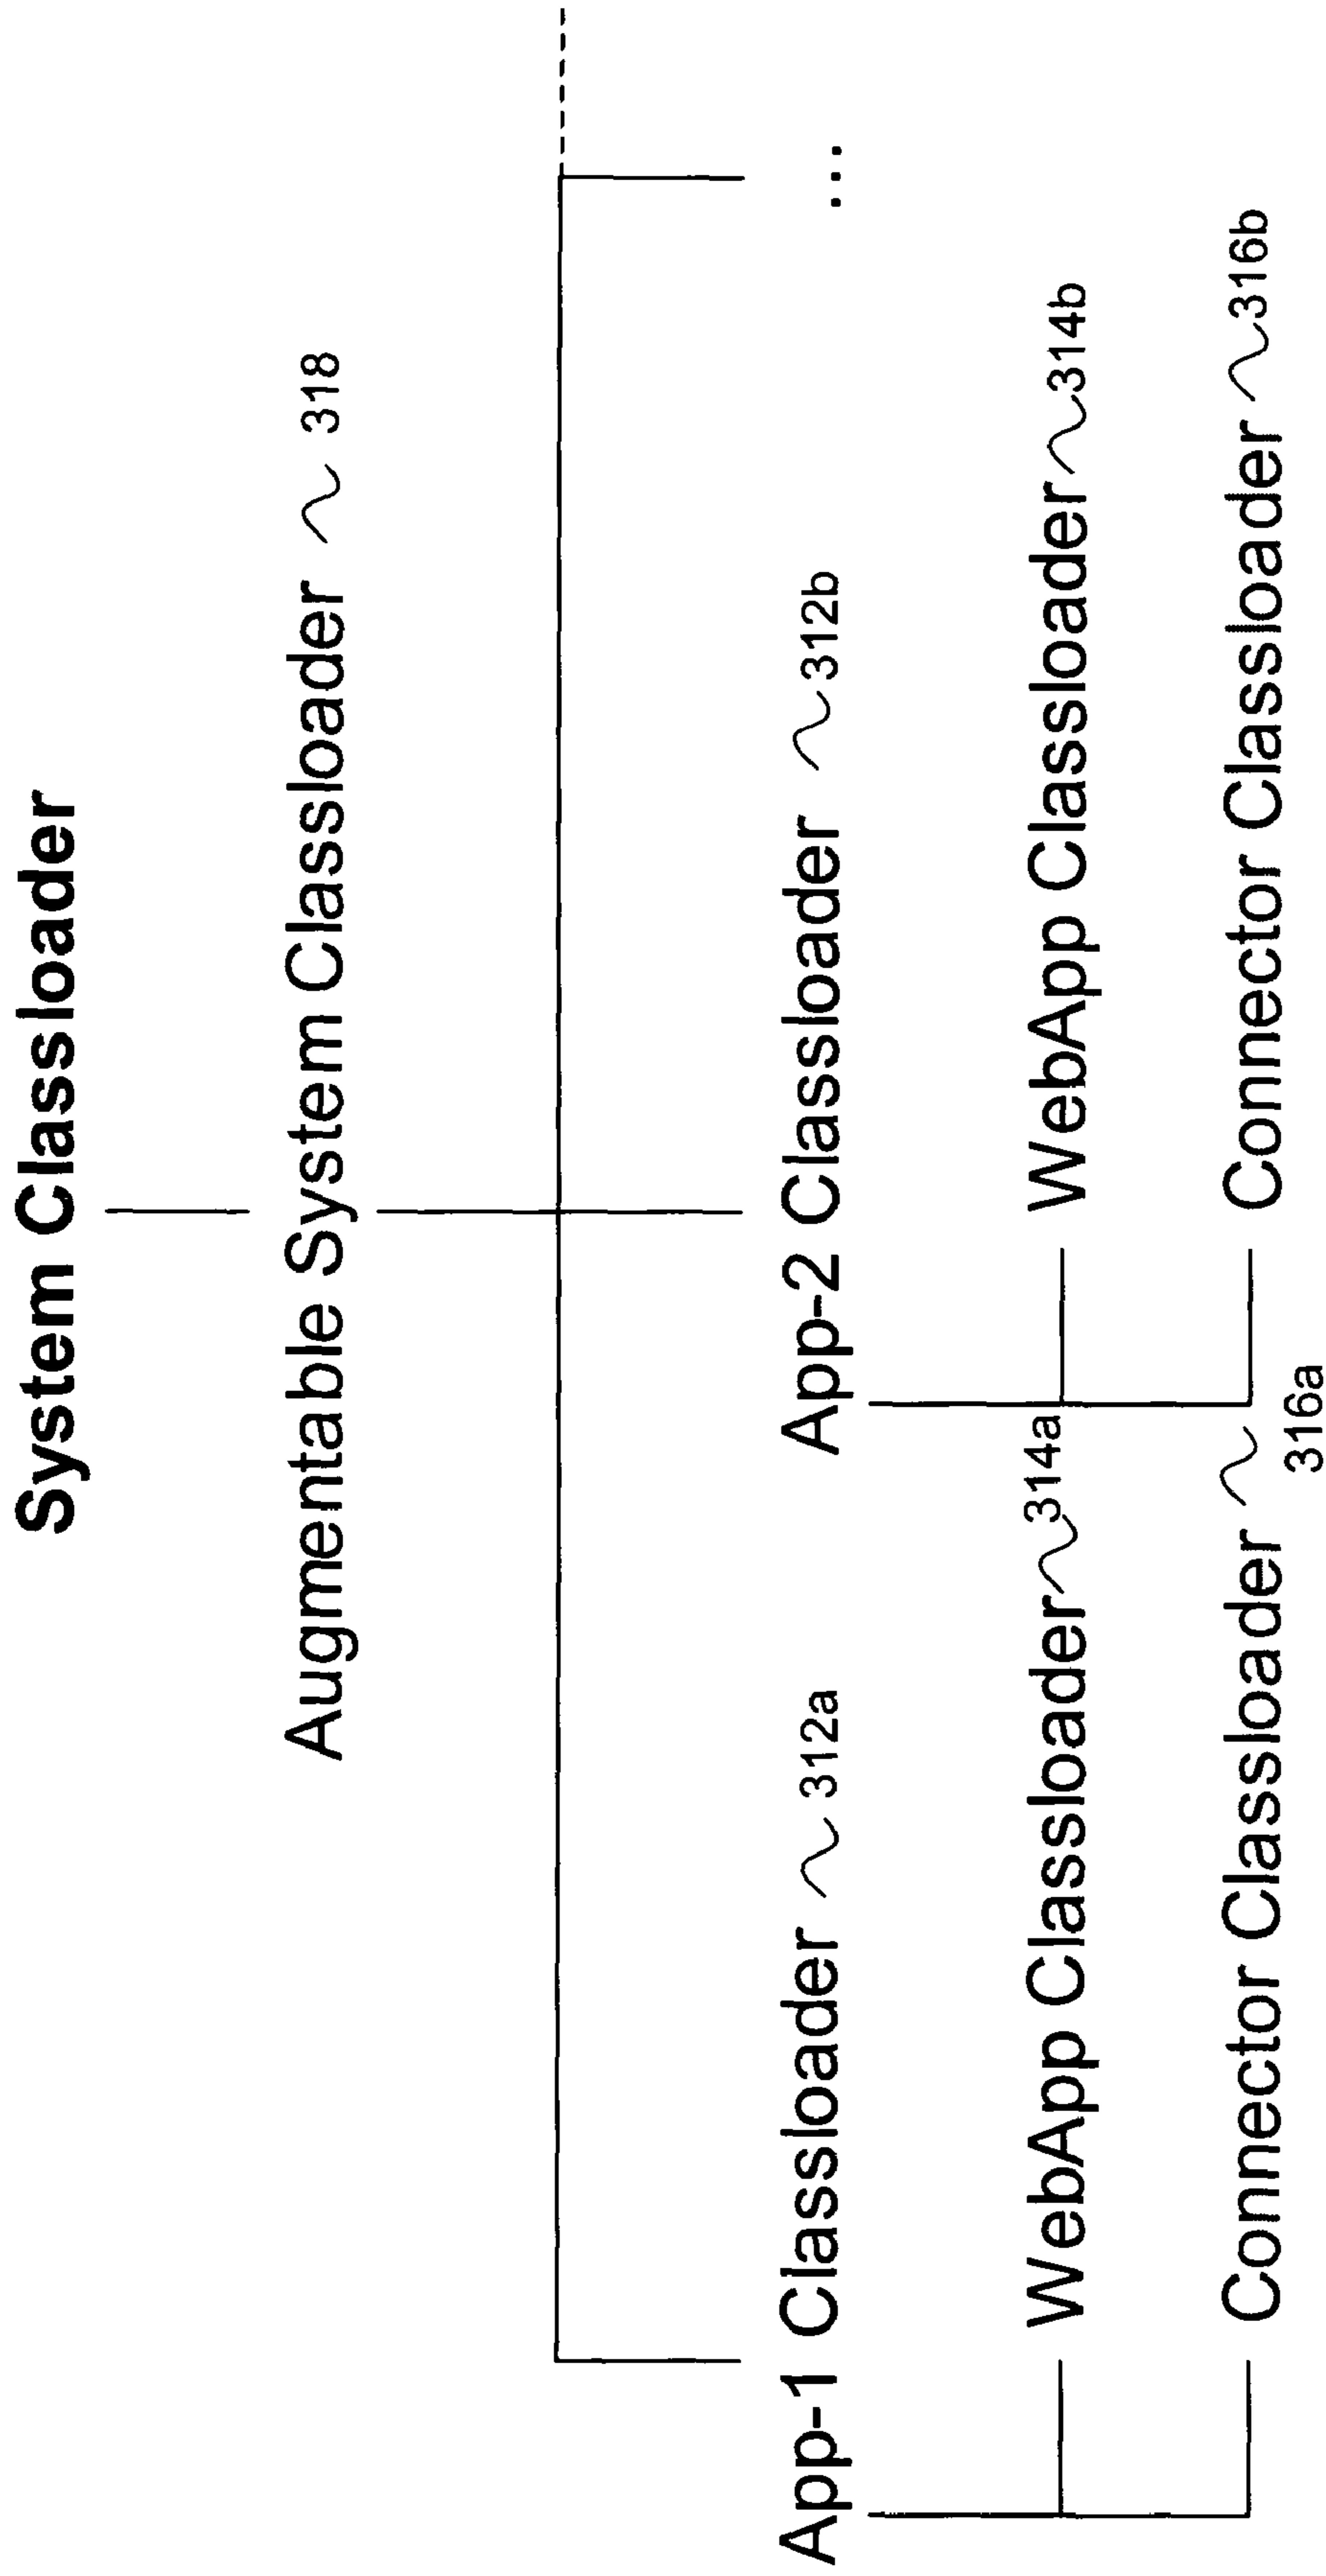 System Classloader
Augmentable System Classloader 318
App-1 Classloader 312a
App-2 Classloader 312b
...
WebApp Classloader 314a
WebApp Classloader 314b
Connector Classloader 316a
Connector Classloader 316b